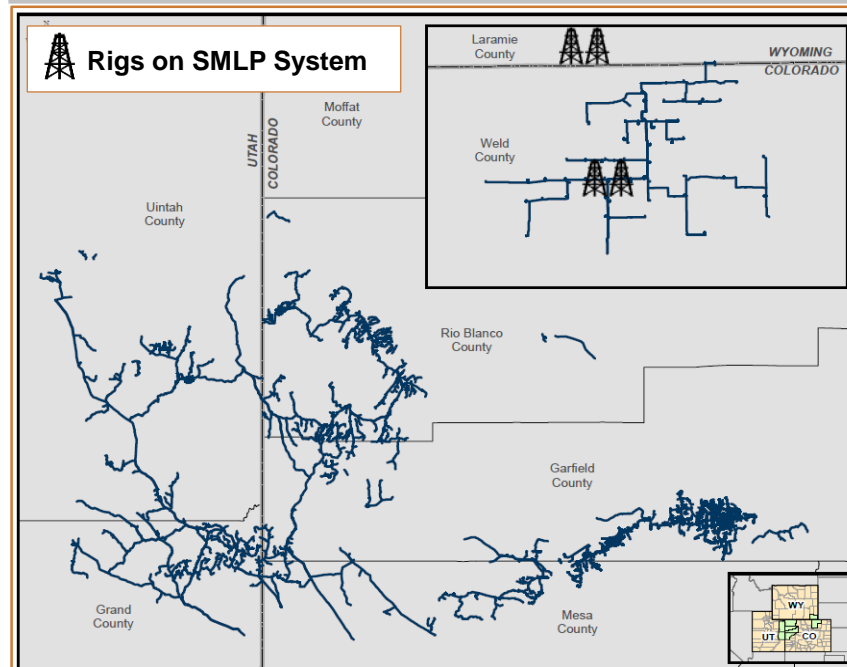 Rigs on SMLP System
Laramie
County
WYOMING
COLORADO
Weld
County
Moffat
County
UTAH
COLORADO
Uintah
County
Rio Blanco
County
Garfield
County
Grand
County
Mesa
County
WY
UT
CO